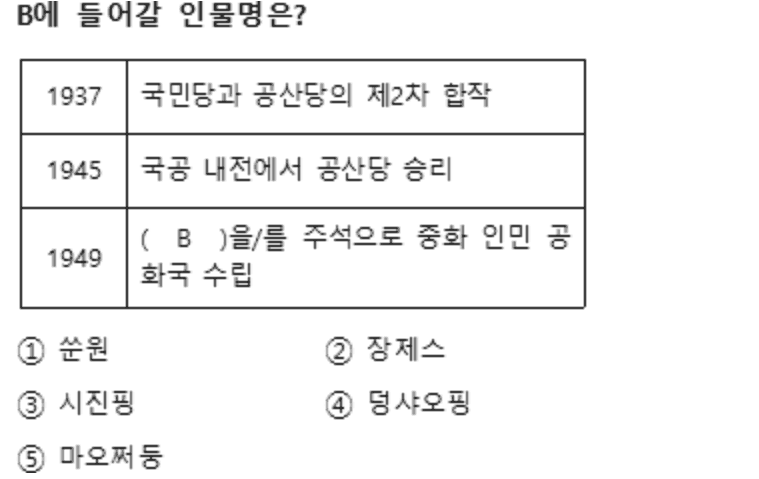 B에 들어갈 인물명은?
1937 국민당과 공산당의 제2차 합작
1945 국공 내전에서 공산당 승리
1949 ( B )을/를 주석으로 중화 인민 공
화국 수립
① 쑨원 ② 장제스
③ 시진핑 ④ 덩샤오핑
⑤ 마오쩌둥